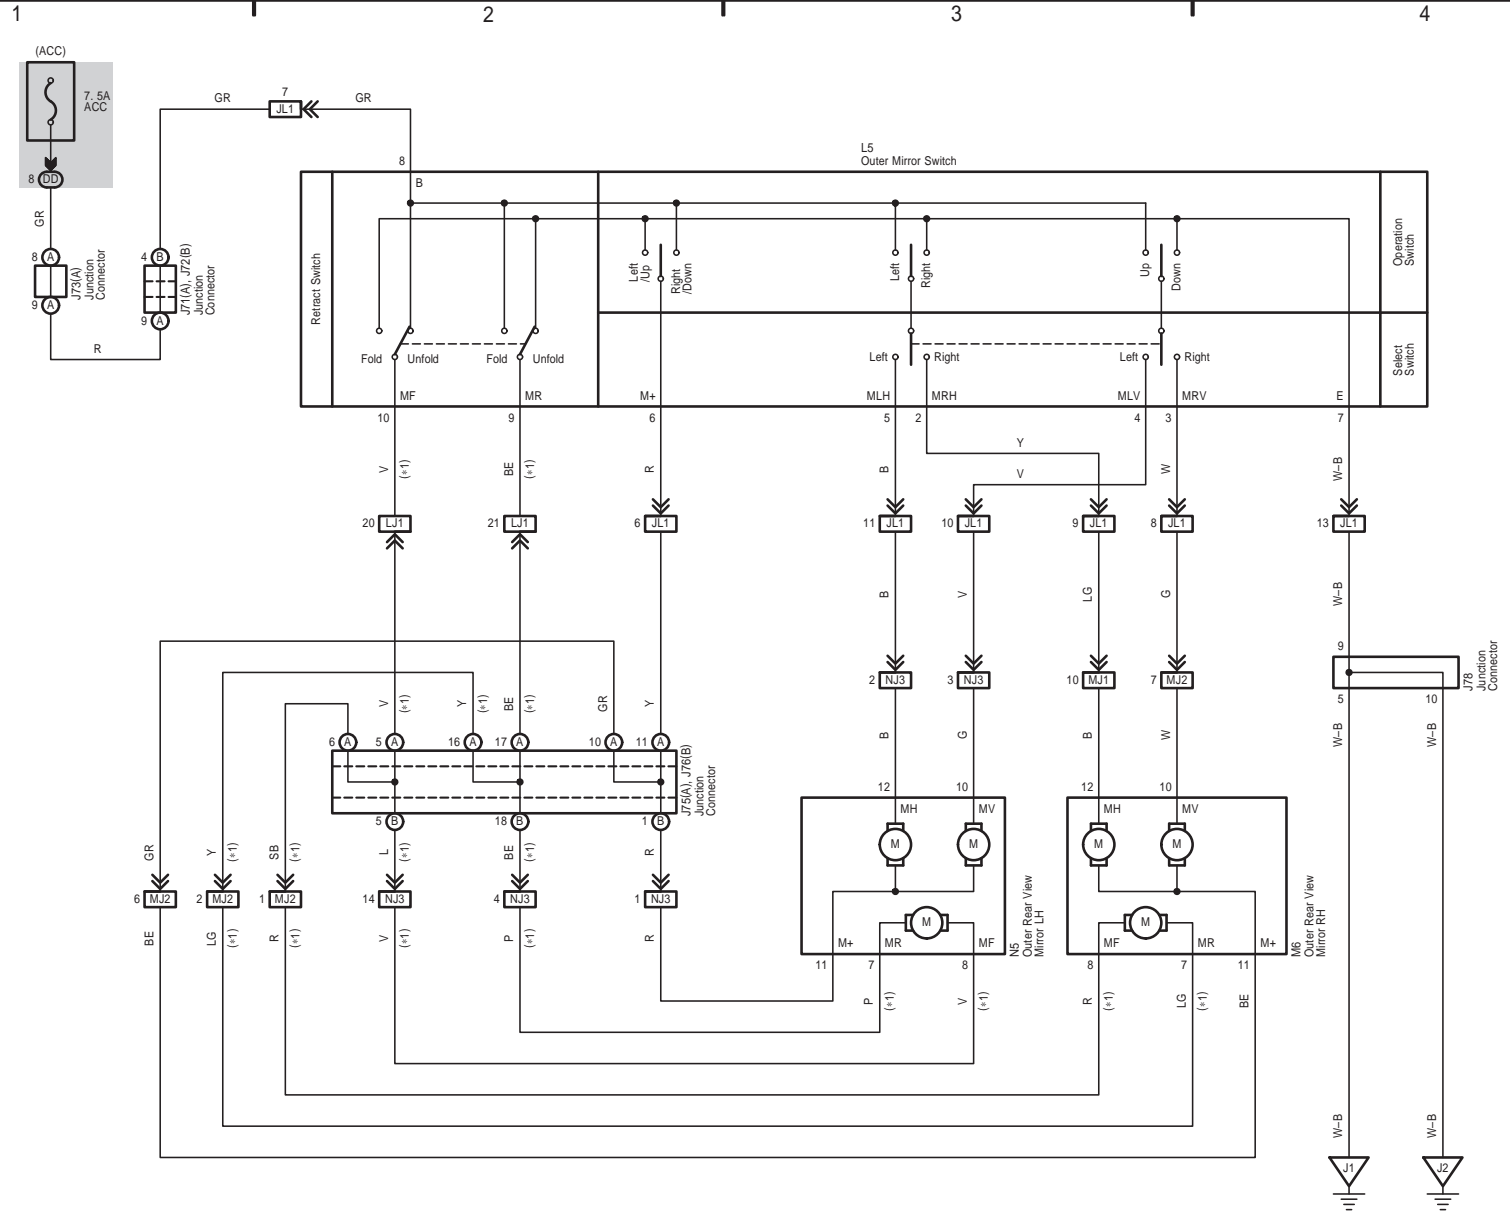 1
2
3
4
(ACC)
7. 5A
ACC
8
DD
GR
8
A
9
A
J73(A)
Junction
Connector
R
4
B
9
A
J71(A), J72(B)
Junction
Connector
GR
7
JL1
GR
8
B
L5
Outer Mirror Switch
Retract Switch
Operation
Switch
Select
Switch
Left
/Up
Right
/Down
Left
Right
Up
Down
Fold
Unfold
Fold
Unfold
Left
Right
Left
Right
MF
MR
M+
MLH
MRH
MLV
MRV
E
10
9
6
5
2
4
3
7
V
(*1)
BE
(*1)
R
B
Y
V
W
W–B
20
LJ1
21
LJ1
6
JL1
11
JL1
10
JL1
9
JL1
8
JL1
13
JL1
B
V
LG
G
W–B
2
NJ3
3
NJ3
10
MJ1
7
MJ2
9
5
10
J78
Junction
Connector
V
(*1)
Y
(*1)
BE
(*1)
GR
Y
B
G
B
W
W–B
W–B
6
A
5
A
16
A
17
A
10
A
11
A
J75(A), J76(B)
Junction
Connector
5
B
18
B
1
B
12
10
12
10
MH
MV
MH
MV
M
M
M
M
GR
Y
(*1)
SB
(*1)
L
(*1)
BE
(*1)
R
6
MJ2
2
MJ2
1
MJ2
14
NJ3
4
NJ3
1
NJ3
BE
LG
(*1)
R
(*1)
V
(*1)
P
(*1)
R
M
M
M+
MR
MF
MF
MR
M+
N5
Outer Rear View
Mirror LH
M6
Outer Rear View
Mirror RH
11
7
8
8
7
11
P
(*1)
V
(*1)
R
(*1)
LG
(*1)
BE
W–B
W–B
J1
J2